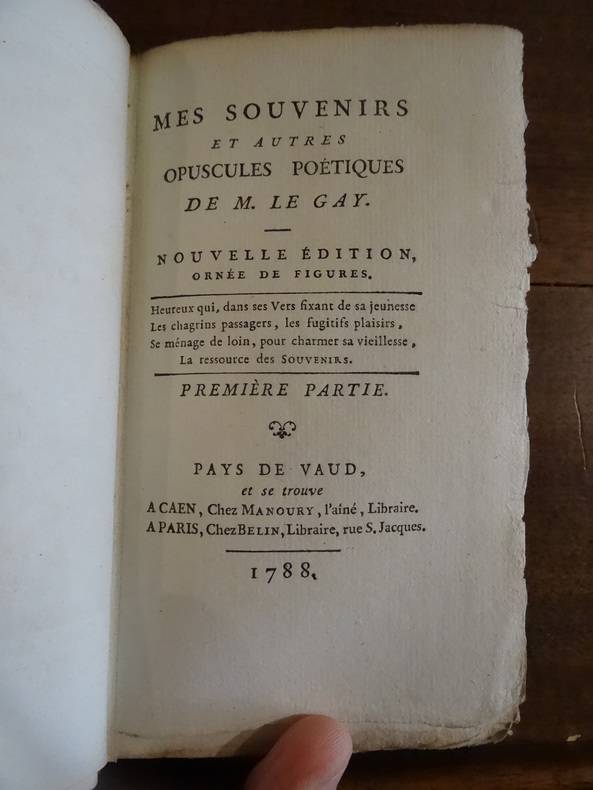 MES SOUVENIRS
ET AUTRES
OPUSCULES POÉTIQUES
DE M. LE GAY.
NOUVELLE ÉDITION,
ORNÉE DE FIGURES.
Heureux qui, dans ses Vers fixant de sa jeunesse
Les chagrins passagers, les fugitifs plaisirs,
Se ménage de loin, pour charmer sa vieillesse,
La ressource des SOUVENIRS.
PREMIÈRE PARTIE.
PAYS DE VAUD,
et se trouve
A CAEN, Chez MANOURY, l'aîné, Libraire.
A PARIS, Chez BELIN, Libraire, rue S. Jacques.
1788.